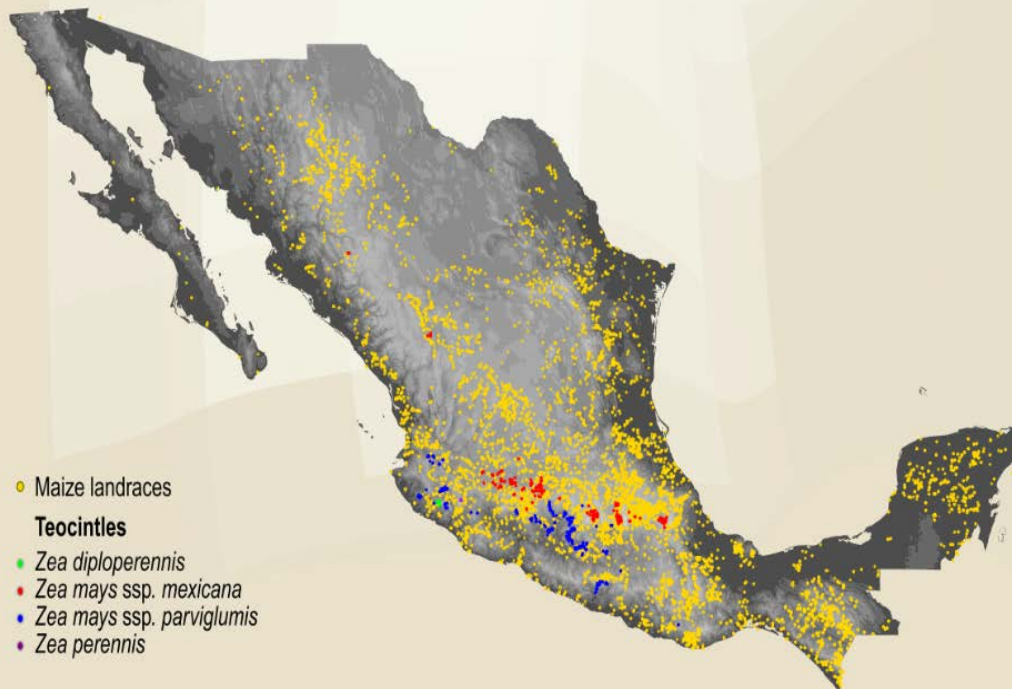 Maize landraces
Teocintles
Zea diploperennis
Zea mays ssp. mexicana
Zea mays ssp. parviglumis
Zea perennis